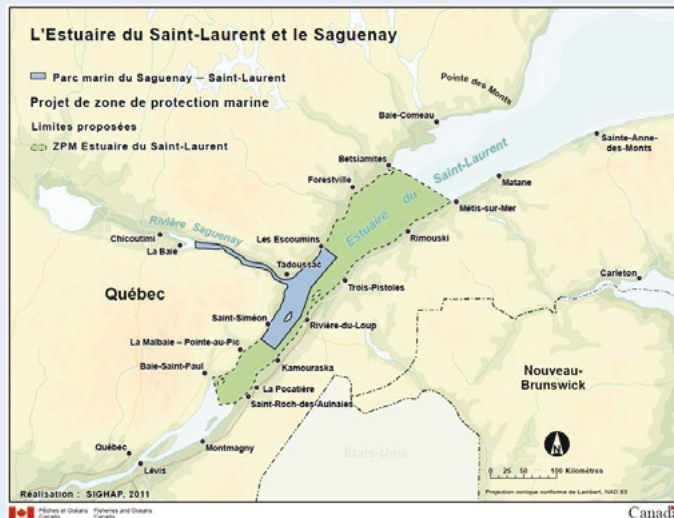 L'Estuaire du Saint-Laurent et le Saguenay
Parc marin du Saguenay – Saint-Laurent
Projet de zone de protection marine
Limites proposées
ZPM Estuaire du Saint-Laurent
Pointe des Monts
Baie-Comeau
Sainte-Anne-
des-Monts
Betsiamites
Estuaire du Saint-Laurent
Forestville
Matane
Métis-sur-Mer
Rivière Saguenay
Chicoutimi
La Baie
Les Escoumins
Rimouski
Tadoussac
Carleton
Québec
Trois-Pistoles
Saint-Siméon
Rivière-du-Loup
La Malbaie – Pointe-au-Pic
Baie-Saint-Paul
Kamouraska
Nouveau-
Brunswick
La Pocatière
Saint-Roch-des-Aulnaies
Québec
Montmagny
États-Unis
Lévis
N
0 25 50 100 Kilomètres
Réalisation : SIGHAP, 2011
Projection conique conforme de Lambert, NAD 83
Pêches et Océans Fisheries and Oceans
Canada Canada
Canada